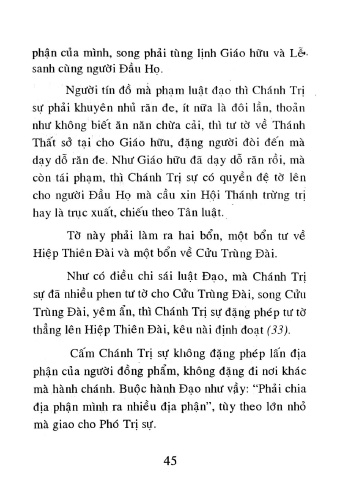 phận của mình, song phải tùng lịnh Giáo hữu và Lễ-
sanh cùng người Đầu Họ.
Người tín đồ mà phạm luật đạo thì Chánh Trị
sự phải khuyên nhủ răn đe, ít nữa là đôi lần, thoản
như không biết ăn năn chừa cải, thì tư tờ về Thánh
Thất sở tại cho Giáo hữu, đặng người đòi đến mà
dạy dỗ răn đe. Như Giáo hữu đã dạy dỗ răn rồi, mà
còn tái phạm, thì Chánh Trị sự có quyền đệ tờ lên
cho người Đầu Họ mà cầu xin Hội Thánh trừng trị
hay là trục xuất, chiếu theo Tân luật.
Tờ này phải làm ra hai bổn, một bổn tư về
Hiệp Thiên Đài và một bổn về Cửu Trùng Đài.
Như có điều chi sái luật Đạo, mà Chánh Trị
sự đã nhiều phen tư tờ cho Cửu Trùng Đài, song Cửu
Trùng Đài, yêm ẩn, thì Chánh Trị sự đặng phép tư tờ
thẳng lên Hiệp Thiên Đài, kêu nài định đoạt (33).
Cấm Chánh Trị sự không đặng phép lấn địa
phận của người đồng phẩm, không đặng đi nơi khác
mà hành chánh. Buộc hành Đạo như vầy: “Phải chia
địa phận mình ra nhiều địa phận”, tùy theo lớn nhỏ
mà giao cho Phó Trị sự.
45